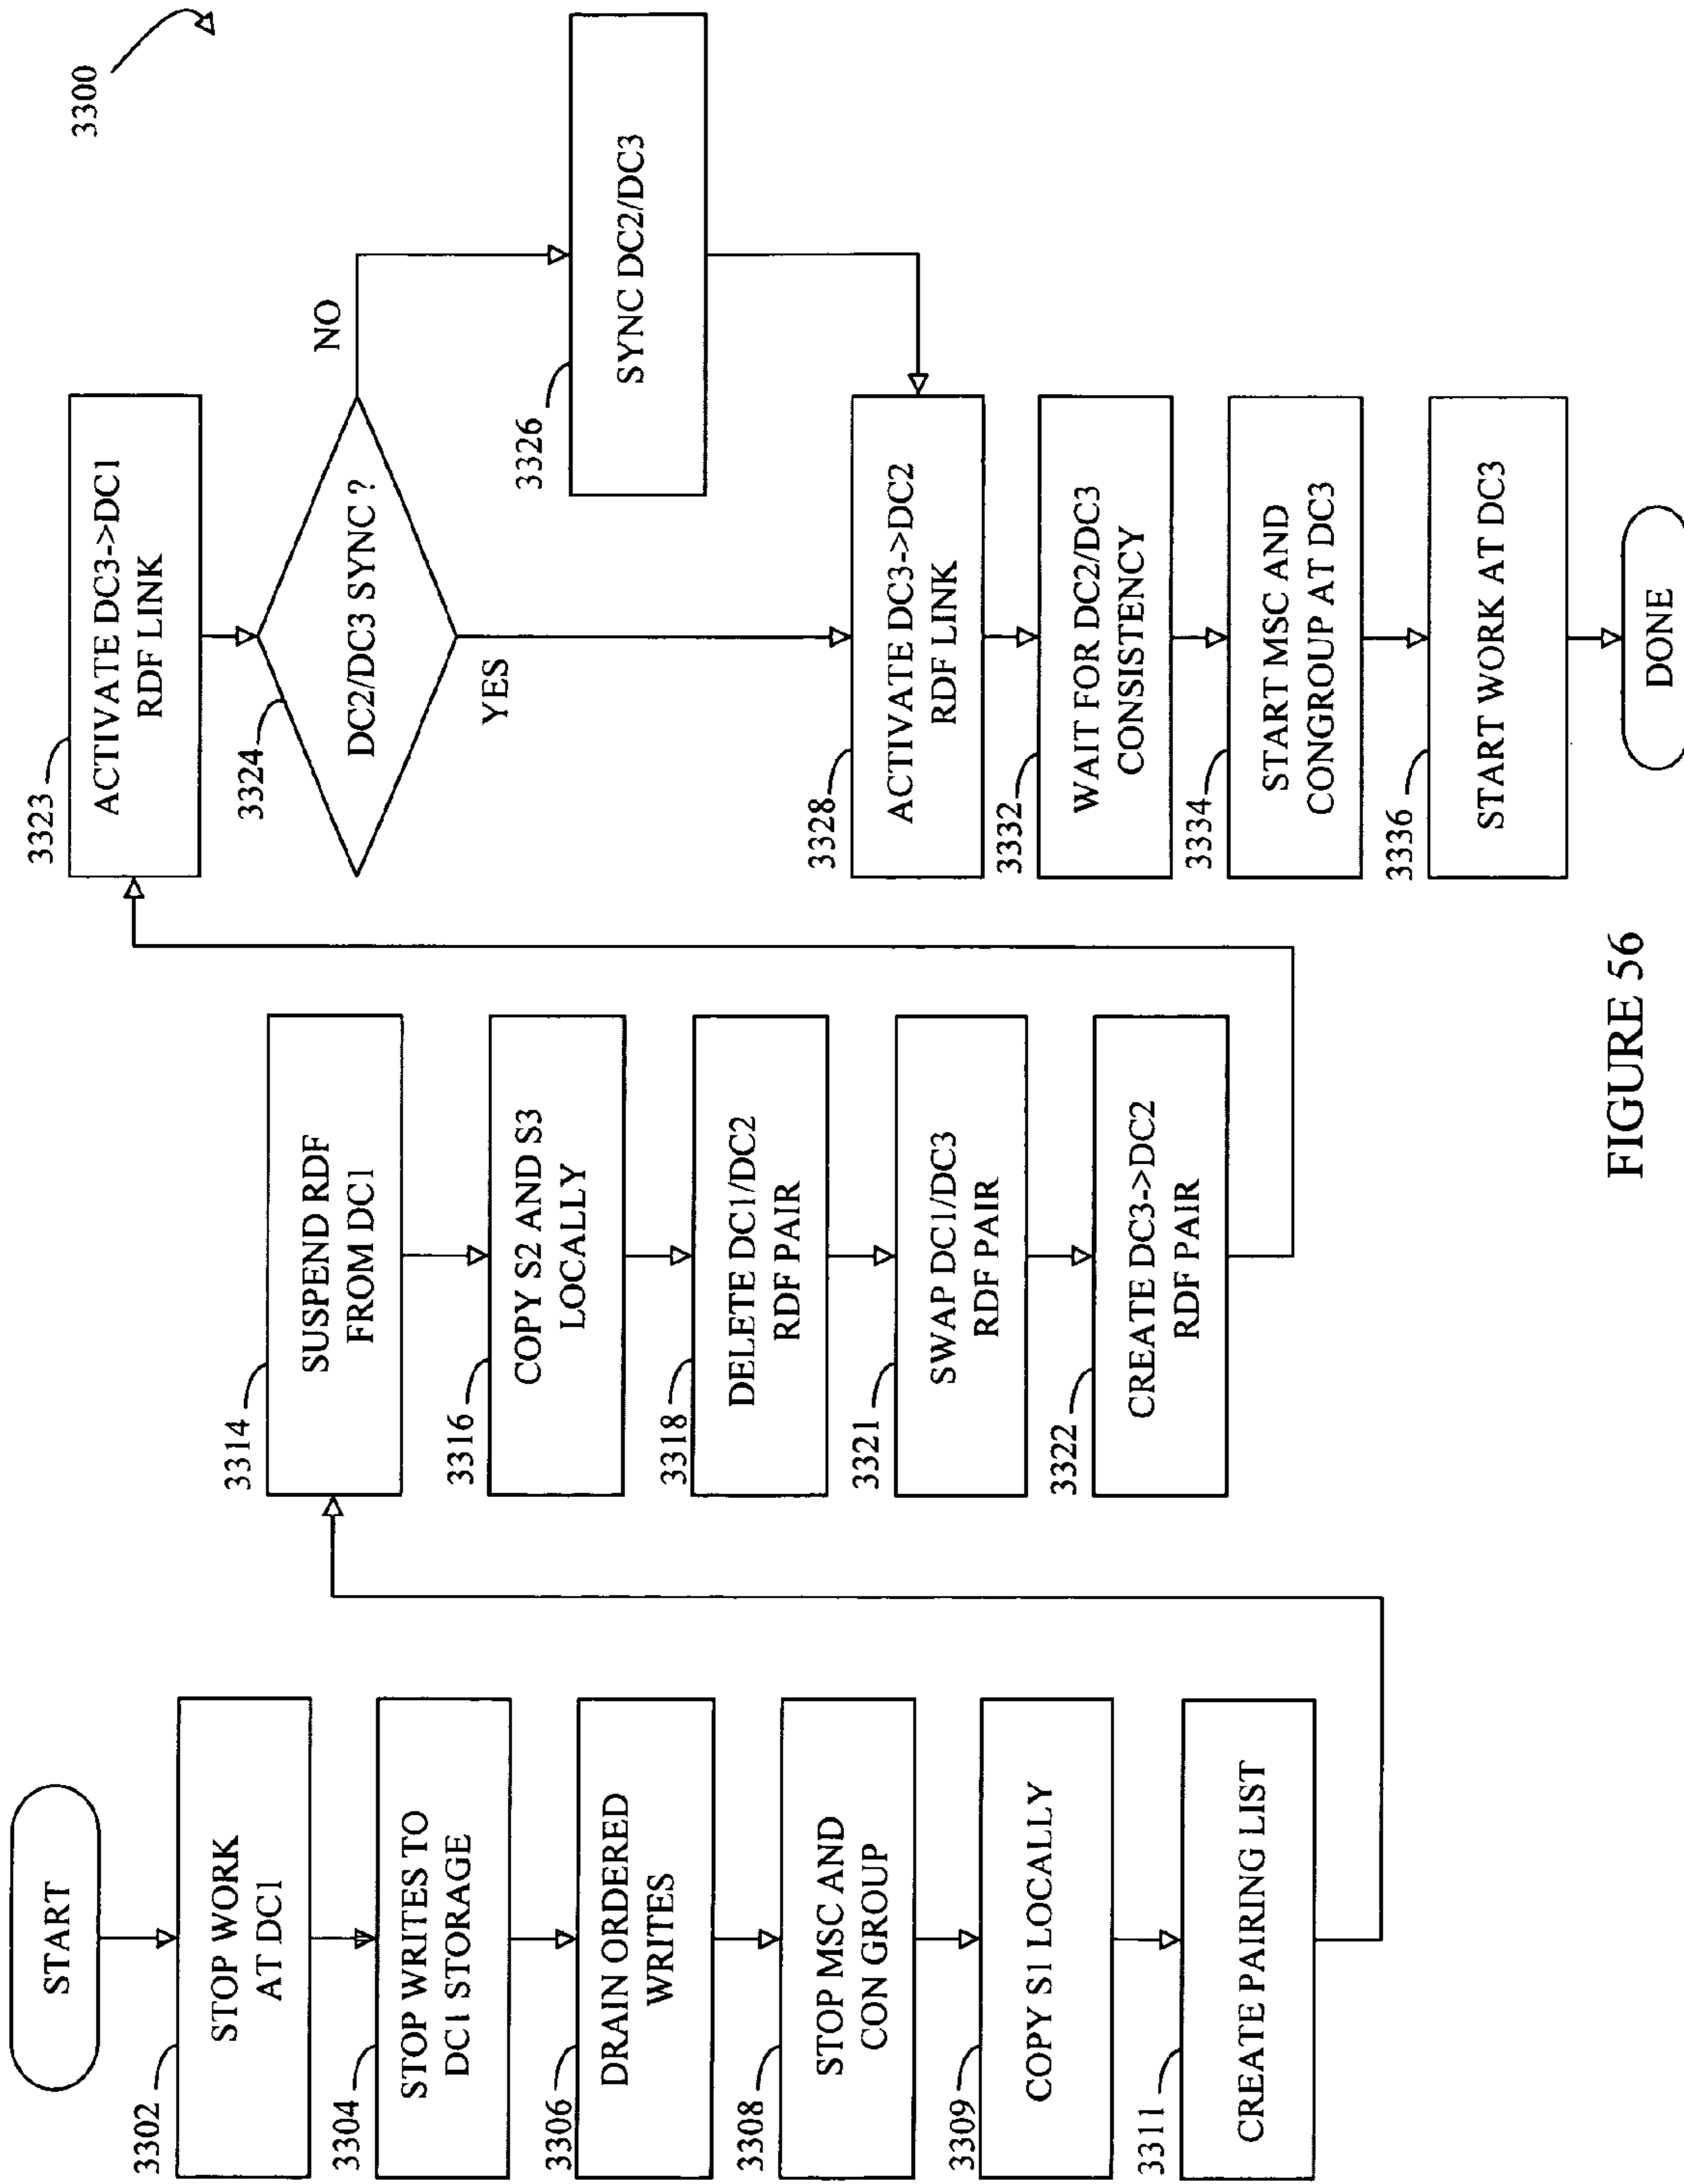 3300
START
3302
STOP WORK
AT DC1
3304
STOP WRITES TO
DC1 STORAGE
3306
DRAIN ORDERED
WRITES
3308
STOP MSC AND
CON GROUP
3309
COPY S1 LOCALLY
3311
CREATE PAIRING LIST
3314
SUSPEND RDF
FROM DC1
3316
COPY S2 AND S3
LOCALLY
3318
DELETE DC1/DC2
RDF PAIR
3321
SWAP DC1/DC3
RDF PAIR
3322
CREATE DC3->DC2
RDF PAIR
3323
ACTIVATE DC3->DC1
RDF LINK
3324
DC2/DC3 SYNC ?
NO
YES
3326
SYNC DC2/DC3
3328
ACTIVATE DC3->DC2
RDF LINK
3332
WAIT FOR DC2/DC3
CONSISTENCY
3334
START MSC AND
CONGROUP AT DC3
3336
START WORK AT DC3
DONE
FIGURE 56